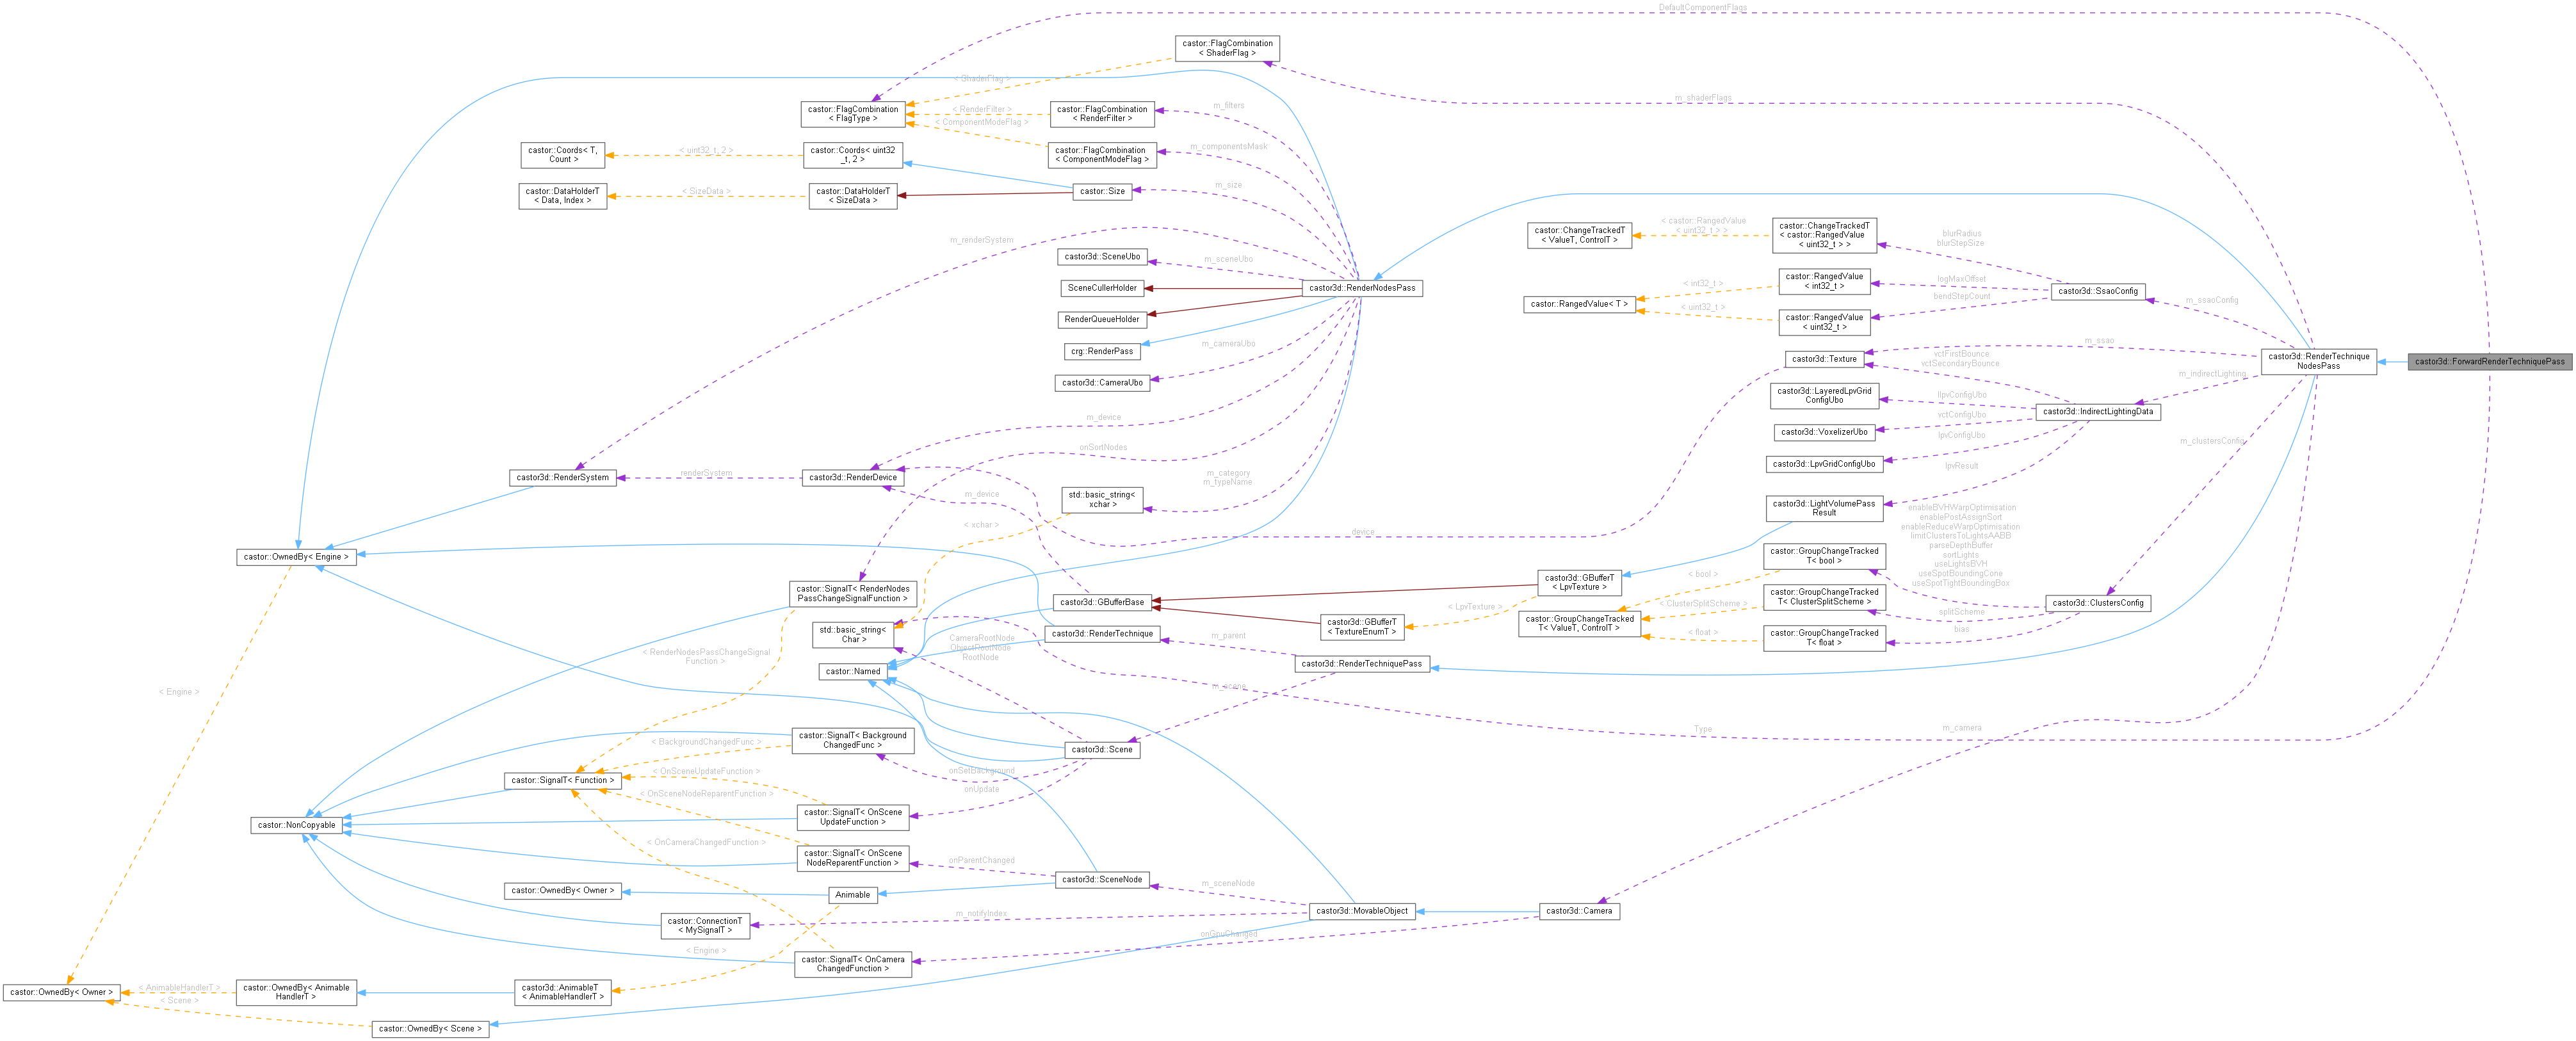 DefaultComponentFlags
castor::FlagCombination
< ShaderFlag >
< ShaderFlag >
m_shaderFlags
castor::FlagCombination
< FlagType >
< RenderFilter >
castor::FlagCombination
< RenderFilter >
m_filters
< ComponentModeFlag >
castor::FlagCombination
< ComponentModeFlag >
m_componentsMask
castor::Coords< T,
Count >
< uint32_t, 2 >
castor::Coords< uint32
_t, 2 >
castor::DataHolderT
< Data, Index >
< SizeData >
castor::DataHolderT
< SizeData >
castor::Size
m_size
m_renderSystem
castor3d::SceneUbo
m_sceneUbo
SceneCullerHolder
castor3d::RenderNodesPass
RenderQueueHolder
crg::RenderPass
m_cameraUbo
castor3d::CameraUbo
m_device
onSortNodes
castor::ChangeTrackedT
< ValueT, ControlT >
< castor::RangedValue
< uint32_t > >
castor::ChangeTrackedT
< castor::RangedValue
< uint32_t > >
blurRadius
blurStepSize
castor::RangedValue< T >
< int32_t >
castor::RangedValue
< int32_t >
logMaxOffset
castor3d::SsaoConfig
m_ssaoConfig
bendStepCount
< uint32_t >
castor::RangedValue
< uint32_t >
m_ssao
castor3d::Texture
vctFirstBounce
vctSecondaryBounce
castor3d::RenderTechnique
NodesPass
castor3d::ForwardRenderTechniquePass
m_indirectLighting
castor3d::LayeredLpvGrid
ConfigUbo
llpvConfigUbo
castor3d::IndirectLightingData
vctConfigUbo
castor3d::VoxelizerUbo
lpvConfigUbo
castor3d::LpvGridConfigUbo
lpvResult
m_clustersConfig
castor3d::RenderSystem
renderSystem
castor3d::RenderDevice
m_device
m_category
m_typeName
std::basic_string<
xchar >
< xchar >
device
castor3d::LightVolumePass
Result
enableBVHWarpOptimisation
enablePostAssignSort
enableReduceWarpOptimisation
limitClustersToLightsAABB
parseDepthBuffer
sortLights
useLightsBVH
useSpotBoundingCone
useSpotTightBoundingBox
castor::OwnedBy< Engine >
castor::SignalT< RenderNodes
PassChangeSignalFunction >
castor3d::GBufferBase
castor3d::GBufferT
< LpvTexture >
< LpvTexture >
castor3d::GBufferT
< TextureEnumT >
castor::GroupChangeTracked
T< bool >
< bool >
castor::GroupChangeTracked
T< ClusterSplitScheme >
< ClusterSplitScheme >
castor::GroupChangeTracked
T< ValueT, ControlT >
< float >
castor::GroupChangeTracked
T< float >
castor3d::ClustersConfig
splitScheme
bias
std::basic_string<
Char >
CameraRootNode
ObjectRootNode
RootNode
castor3d::RenderTechnique
m_parent
castor3d::RenderTechniquePass
castor::Named
< RenderNodesPassChangeSignal
Function >
m_scene
< Engine >
Type
m_camera
castor::SignalT< Background
ChangedFunc >
< BackgroundChangedFunc >
castor3d::Scene
onSetBackground
onUpdate
castor::SignalT< Function >
< OnSceneUpdateFunction >
< OnSceneNodeReparentFunction >
castor::SignalT< OnScene
UpdateFunction >
castor::NonCopyable
< OnCameraChangedFunction >
castor::SignalT< OnScene
NodeReparentFunction >
onParentChanged
castor3d::SceneNode
m_sceneNode
castor::OwnedBy< Owner >
Animable
castor::ConnectionT
< MySignalT >
m_notifyIndex
castor3d::MovableObject
castor3d::Camera
onGpuChanged
< Engine >
castor::SignalT< OnCamera
ChangedFunction >
castor::OwnedBy< Owner >
< AnimableHandlerT >
castor::OwnedBy< Animable
HandlerT >
castor3d::AnimableT
< AnimableHandlerT >
< Scene >
castor::OwnedBy< Scene >